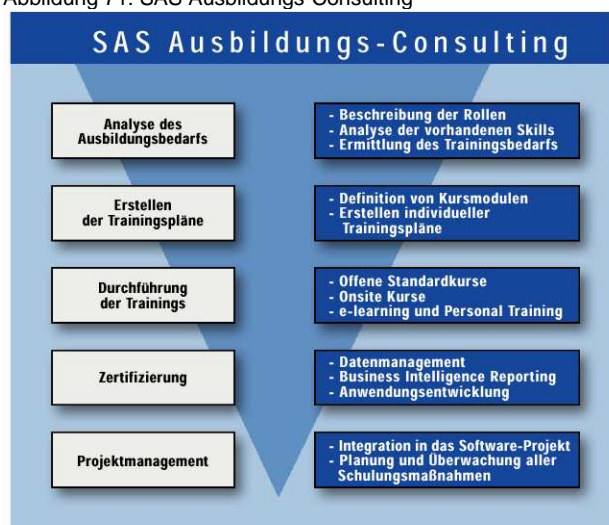 Abbildung 71: SAS Ausbildungs-Consulting
SAS Ausbildungs-Consulting
Analyse des
Ausbildungsbedarfs
- Beschreibung der Rollen
- Analyse der vorhandenen Skills
- Ermittlung des Trainingsbedarfs
Erstellen
der Trainingspläne
- Definition von Kursmodulen
- Erstellen individueller
Trainingspläne
Durchführung
der Trainings
- Offene Standardkurse
- Onsite Kurse
- e-learning und Personal Training
Zertifizierung
- Datenmanagement
- Business Intelligence Reporting
- Anwendungsentwicklung
Projektmanagement
- Integration in das Software-Projekt
- Planung und Überwachung aller
Schulungsmaßnahmen